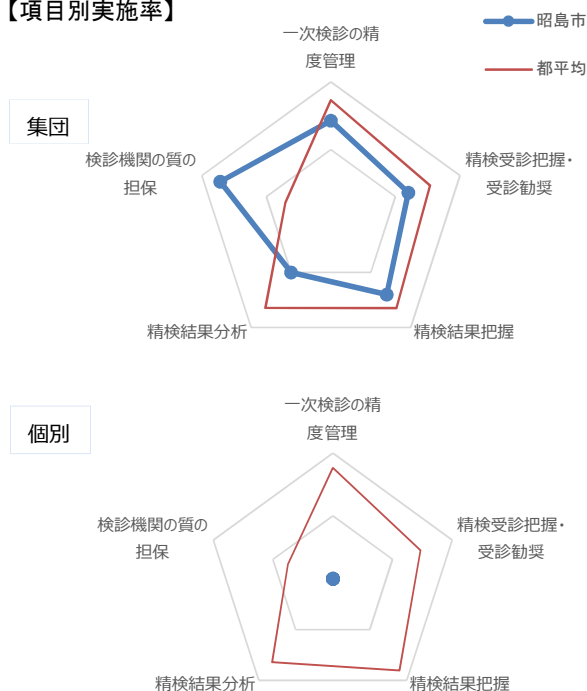 【項目別実施率】
昭島市
都平均
集団
一次検診の精
度管理
検診機関の質の
担保
精検受診把握・
受診勧奨
精検結果分析
精検結果把握
個別
一次検診の精
度管理
検診機関の質の
担保
精検受診把握・
受診勧奨
精検結果分析
精検結果把握